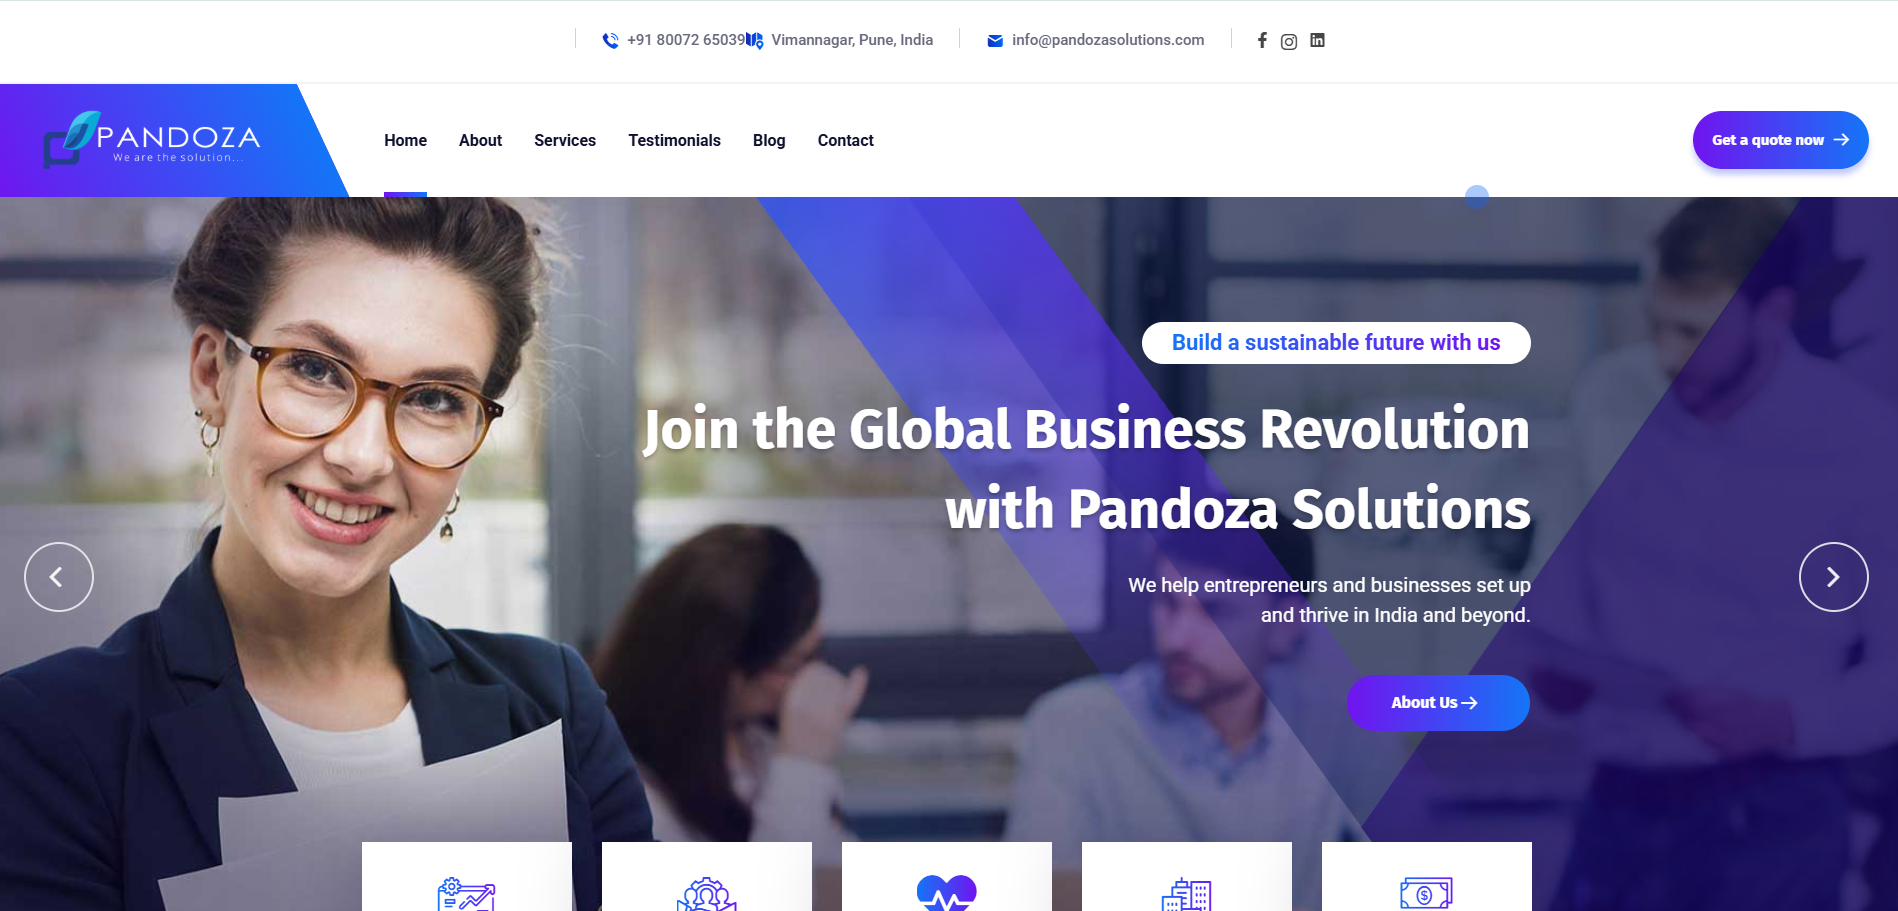 +91 80072 65039
Vimannagar, Pune, India
info@pandozasolutions.com
PANDOZA
We are the solution...
Home
About
Services
Testimonials
Blog
Contact
Get a quote now
Build a sustainable future with us
Join the Global Business Revolution
with Pandoza Solutions
We help entrepreneurs and businesses set up
and thrive in India and beyond.
About Us